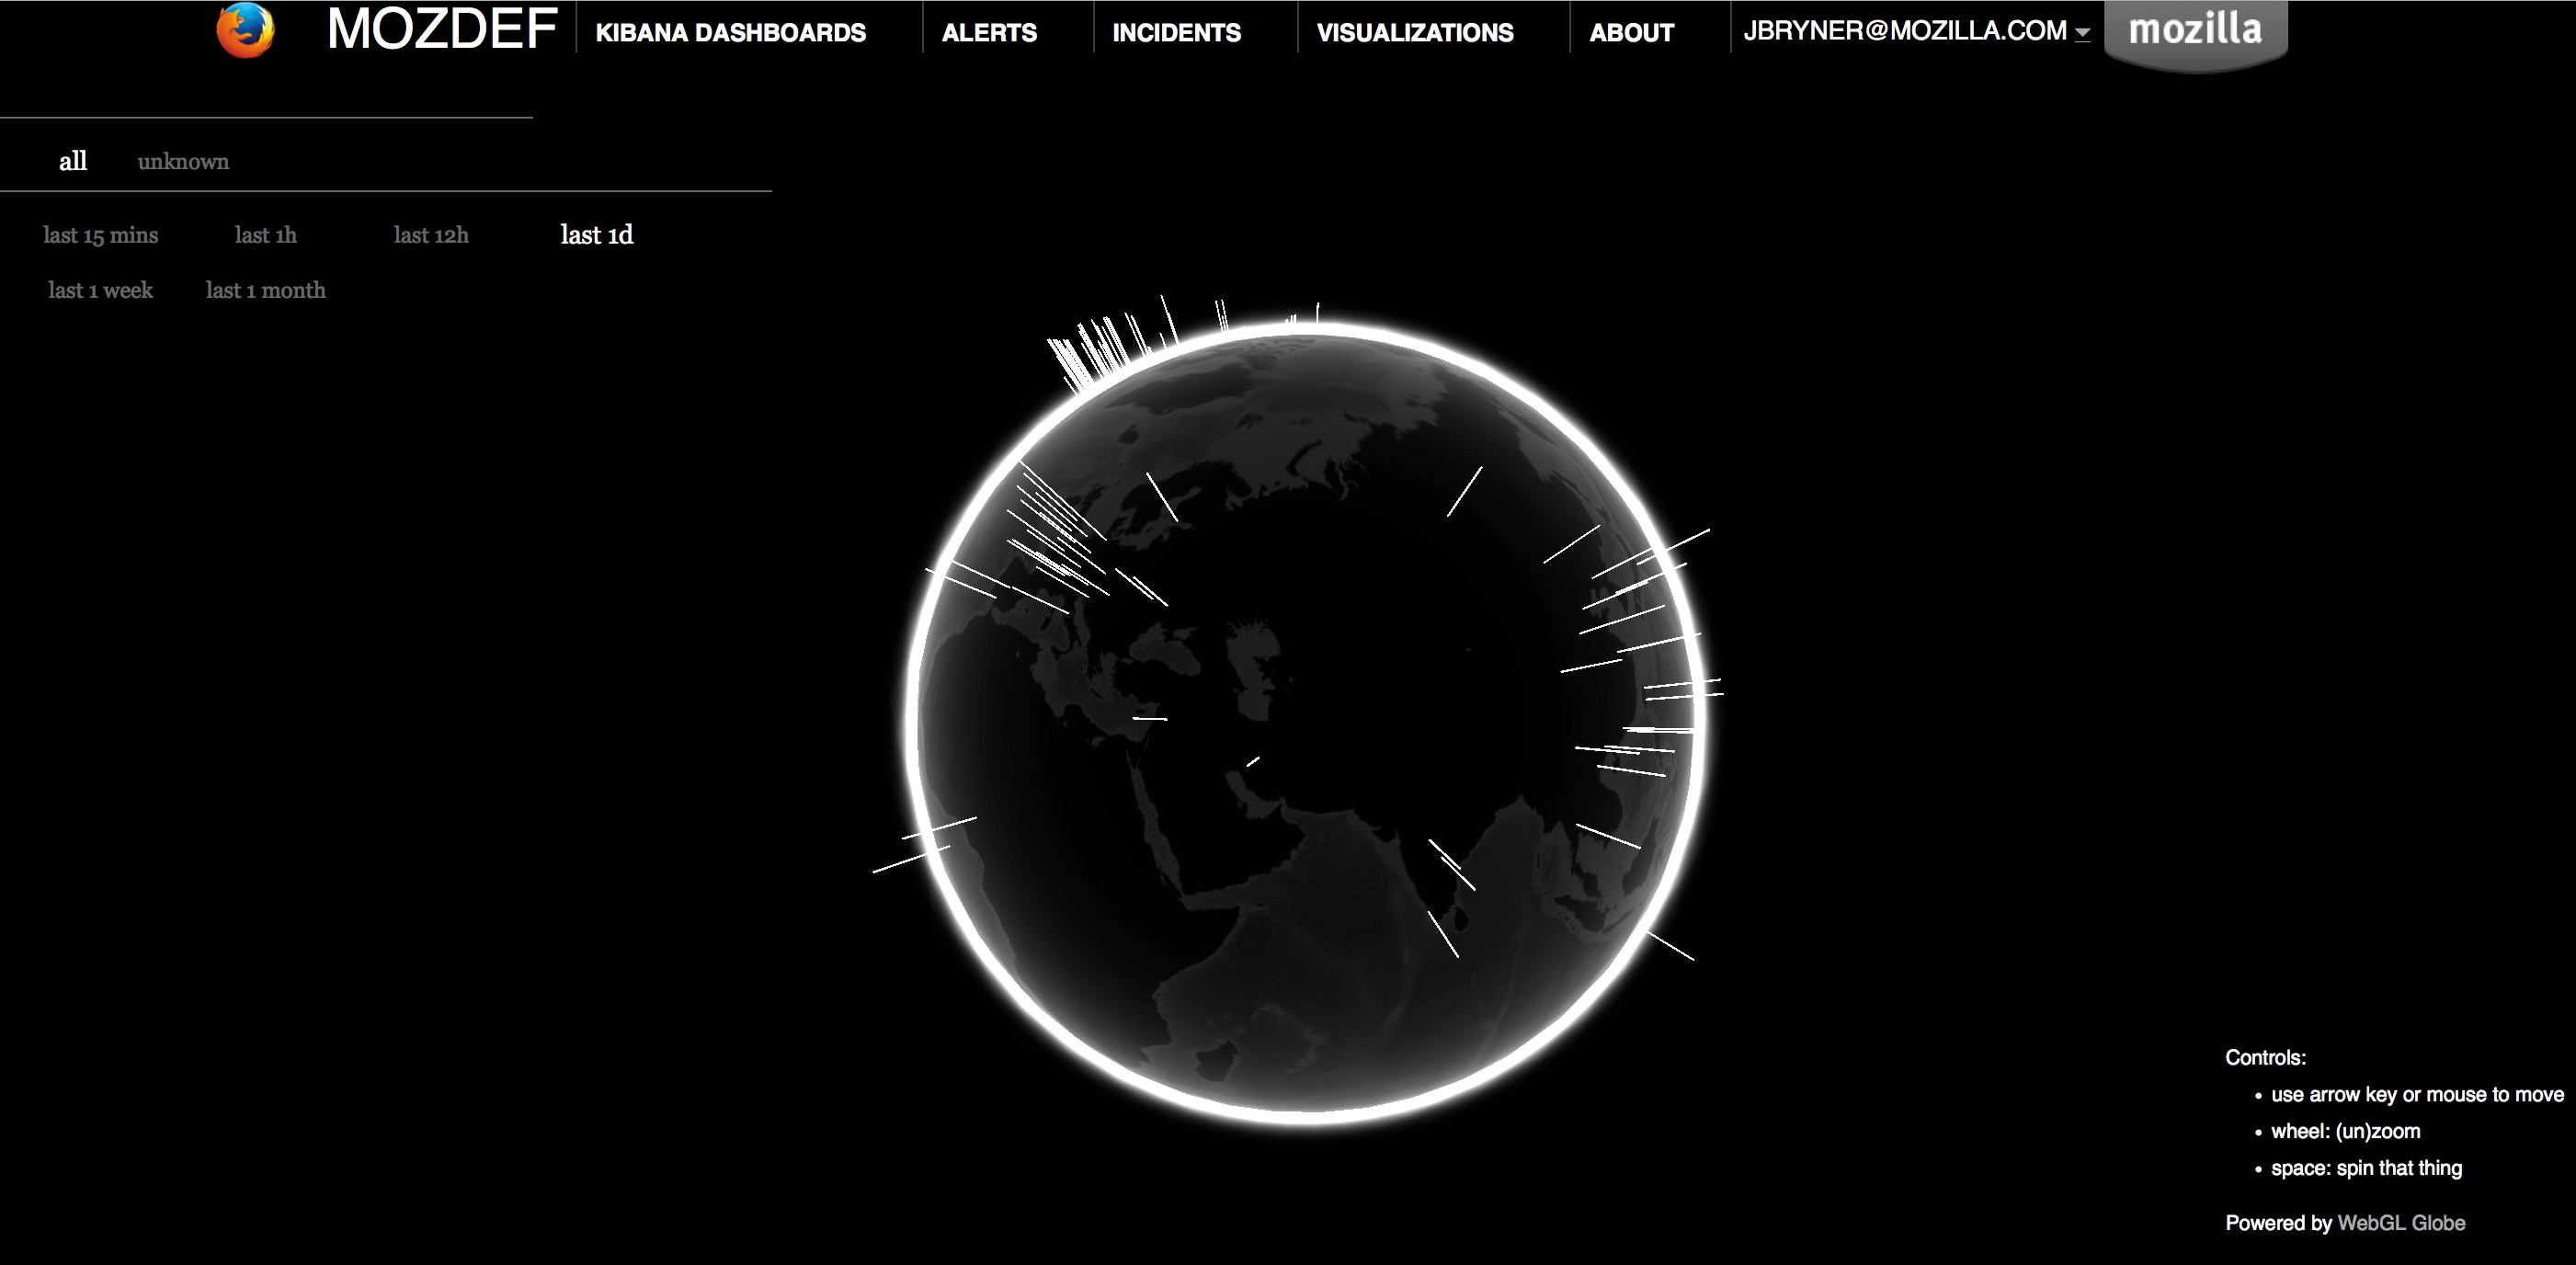 MOZDEF KIBANA DASHBOARDS ALERTS INCIDENTS VISUALIZATIONS ABOUT JBRYNER@MOZILLA.COM mozilla
all unknown
last 15 mins last 1h last 12h last 1d
last 1 week last 1 month
Controls:
• use arrow key or mouse to move
• wheel: (un)zoom
• space: spin that thing
Powered by WebGL Globe